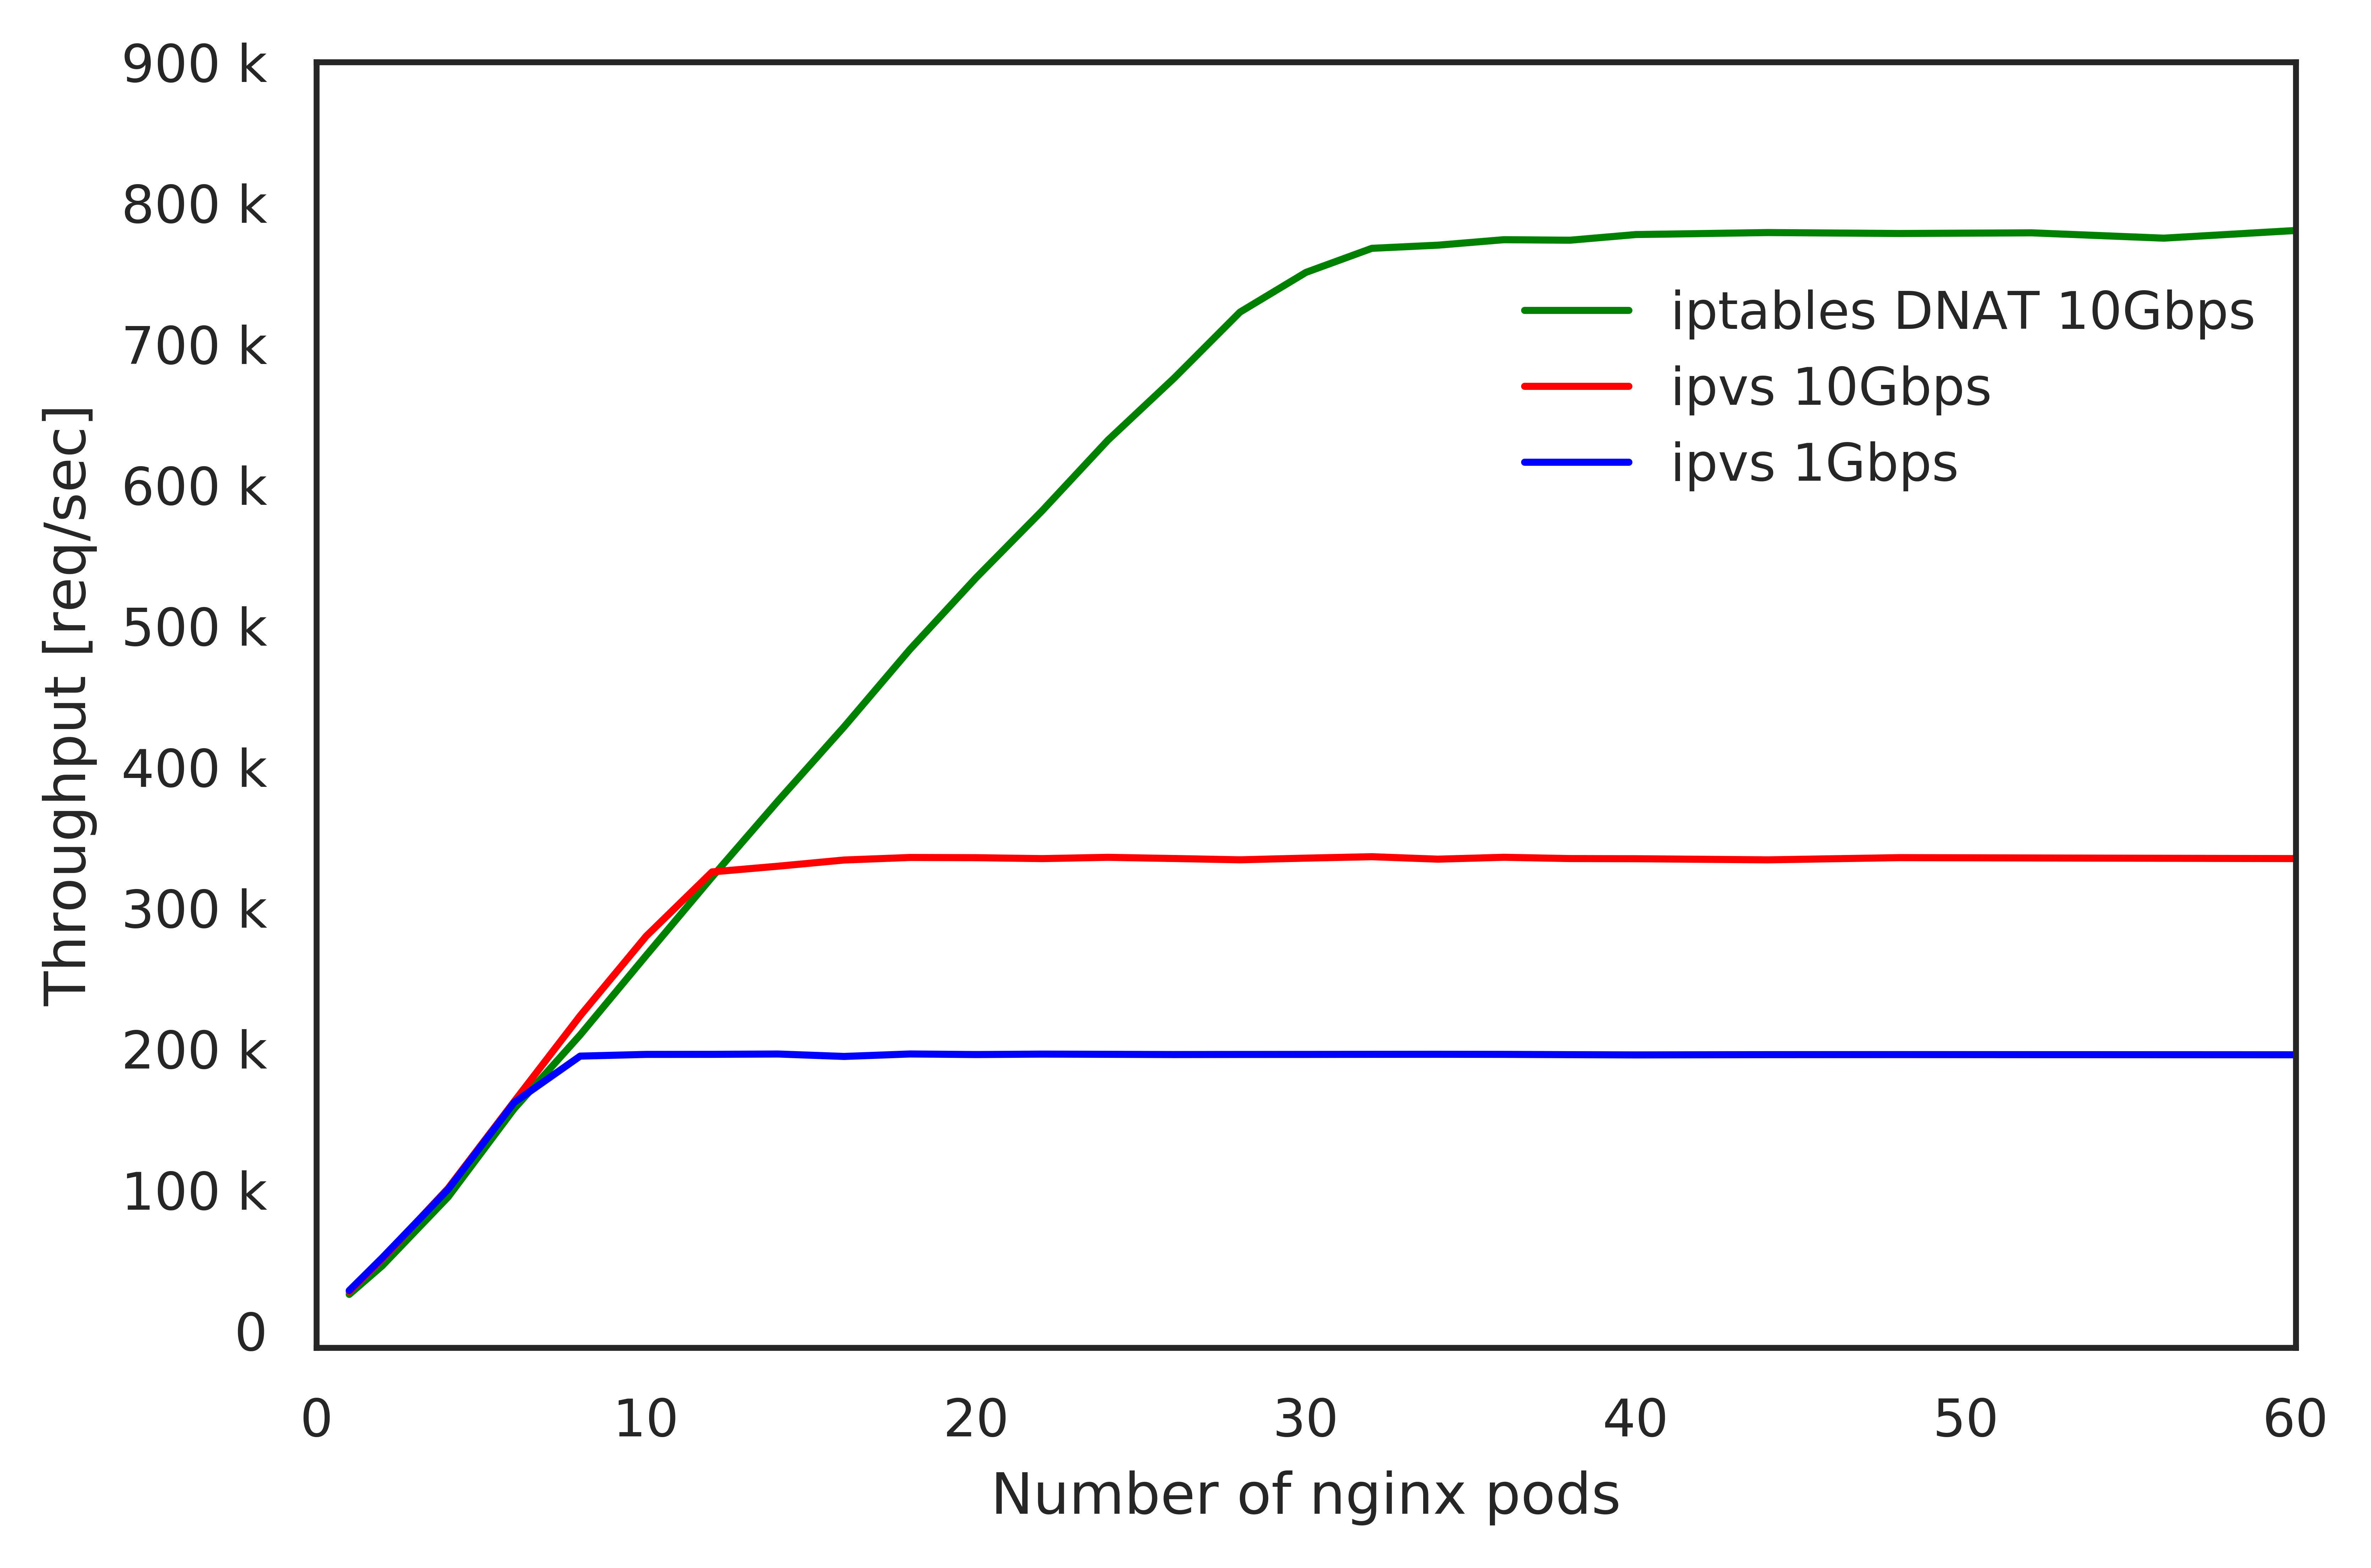 900 k
800 k
700 k
600 k
500 k
400 k
300 k
200 k
100 k
0
Throughput [req/sec]
iptables DNAT 10Gbps
ipvs 10Gbps
ipvs 1Gbps
0 10 20 30 40 50 60
Number of nginx pods